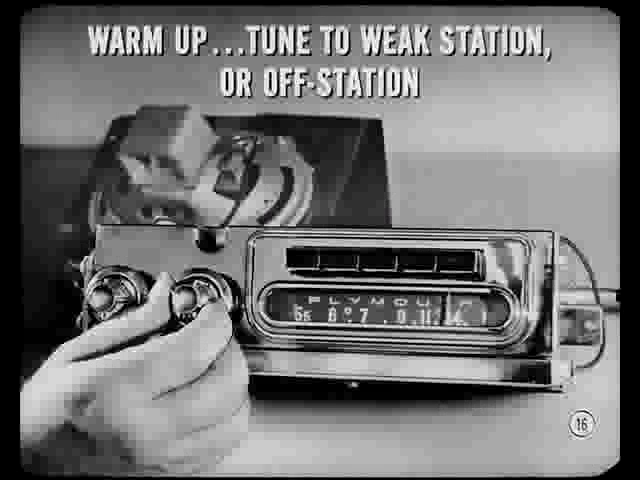 WARM UP...TUNE TO WEAK STATION,
OR OFF-STATION
PLYMOU
16